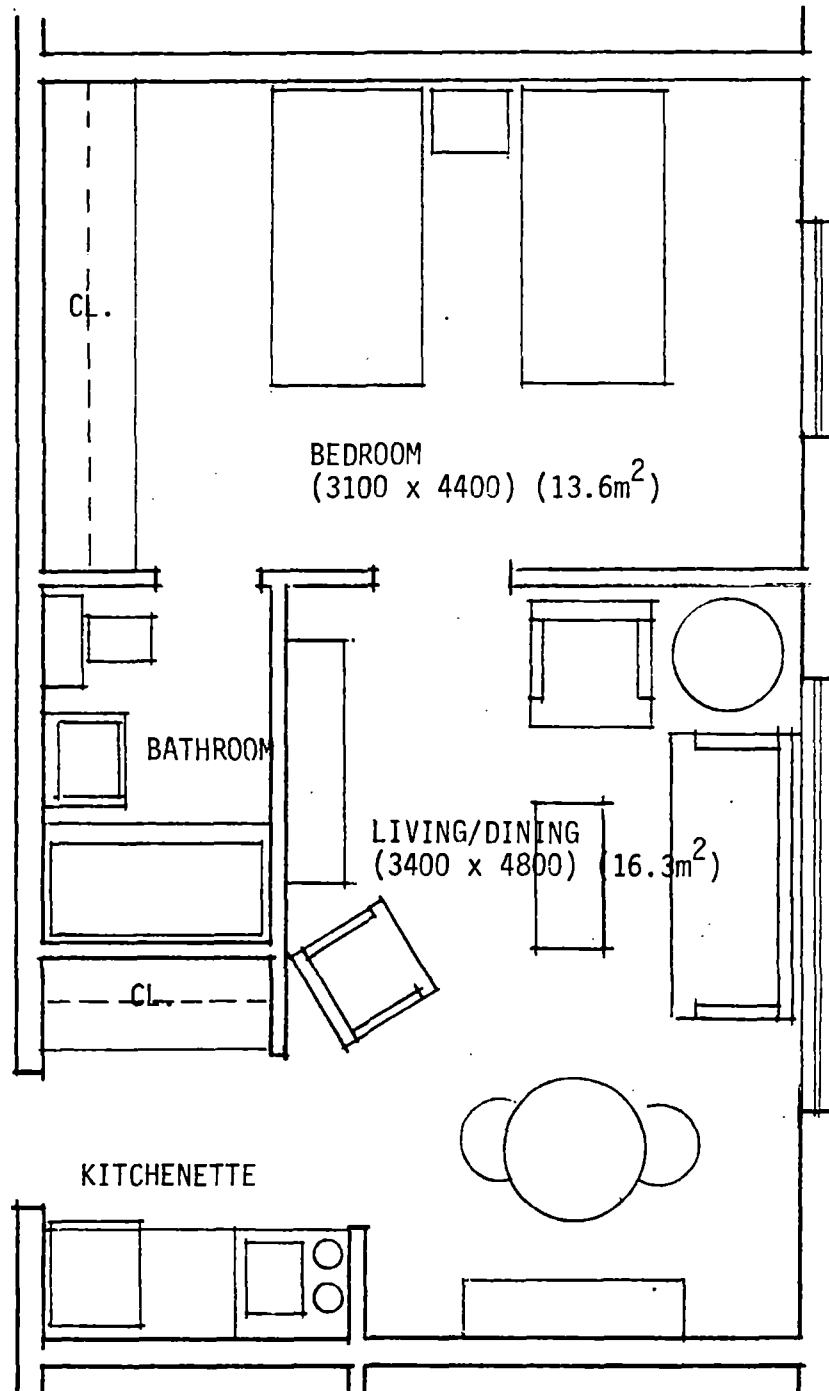 CL.
BEDROOM
(3100 x 4400) (13.6m²)
BATHROOM
LIVING/DINING
(3400 x 4800) (16.3m²)
CL.
KITCHENETTE